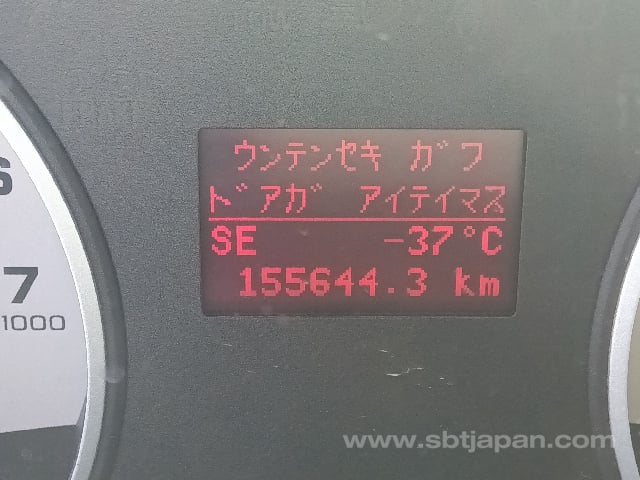 ウンテンセキ ガワ
ドアガ アイテイマス
SE -37°C
155644.3 km
7
1000
www.sbtjapan.com